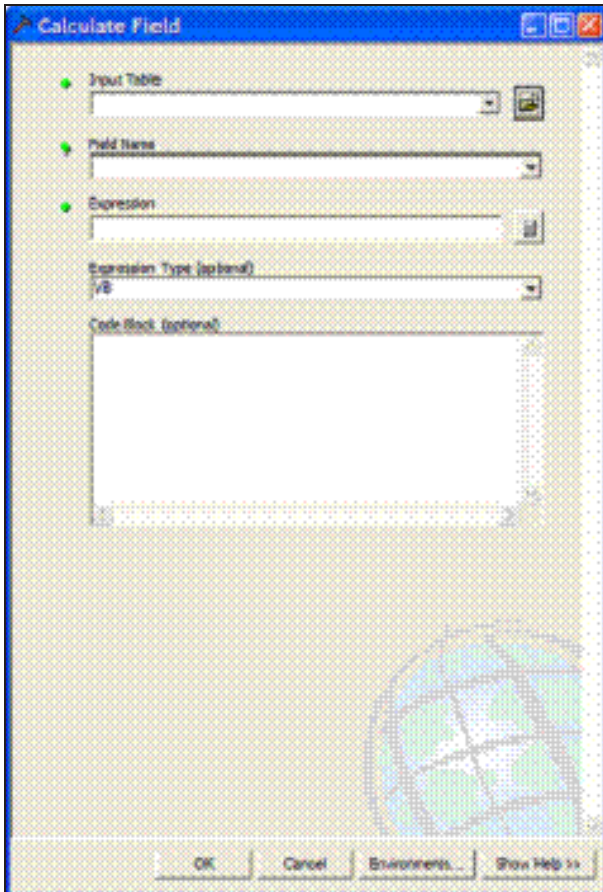 Calculate Field
Input Table
Field Name
Expression
Expression Type (optional)
VB
Code Block (optional)
OK Cancel Environments... Show Help >>